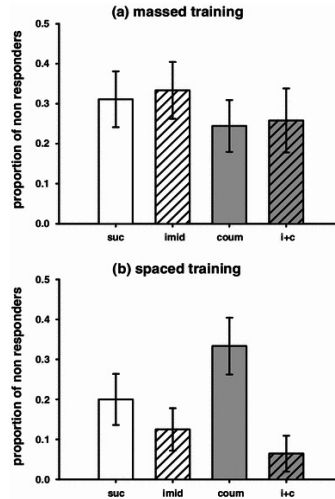 (a) massed training
proportion of non responders
0.5
0.4
0.3
0.2
0.1
0.0
suc imid coum i+c
(b) spaced training
proportion of non responders
0.5
0.4
0.3
0.2
0.1
0.0
suc imid coum i+c